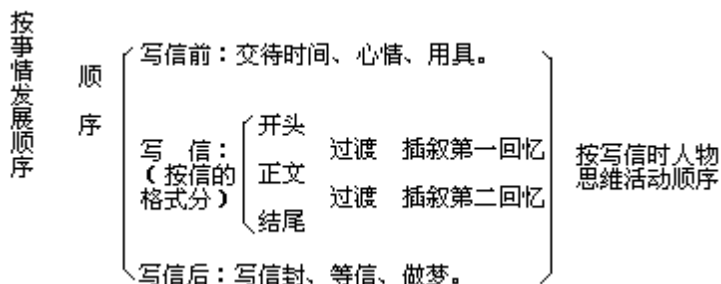 按事情发展顺序
顺序
写信前：交待时间、心情、用具。
写 信：
（按信的
格式分）
开头
正文
结尾
过渡 插叙第一回忆
过渡 插叙第二回忆
写信后：写信封、等信、做梦。
按写信时人物
思维活动顺序